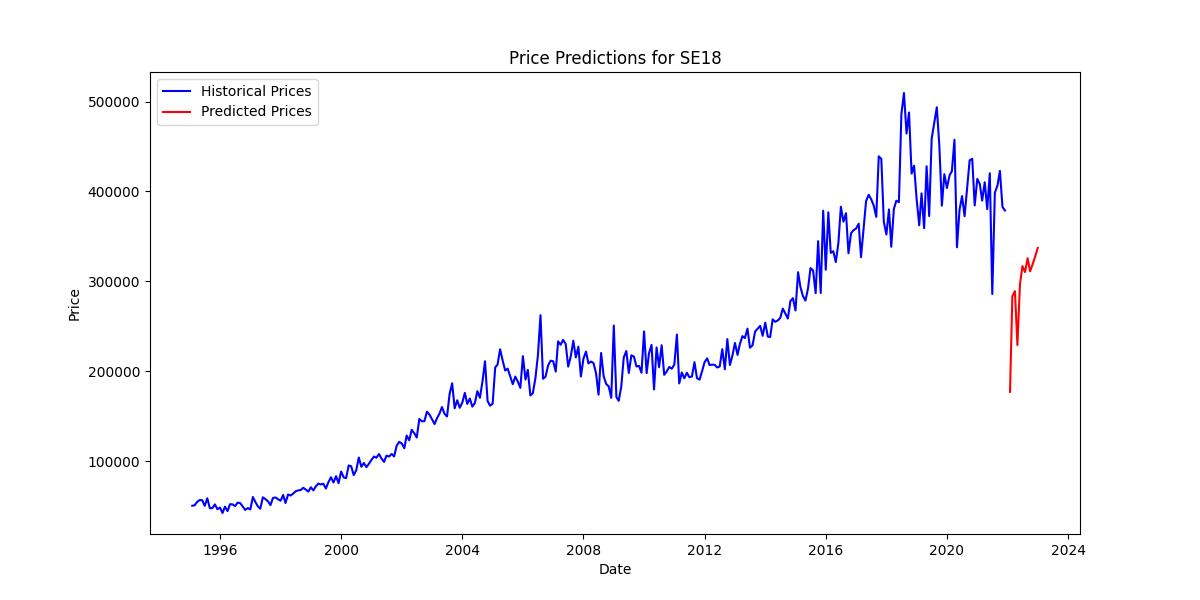 Price Predictions for SE18
Historical Prices
Predicted Prices
500000
400000
300000
200000
100000
Price
1996 2000 2004 2008 2012 2016 2020 2024
Date